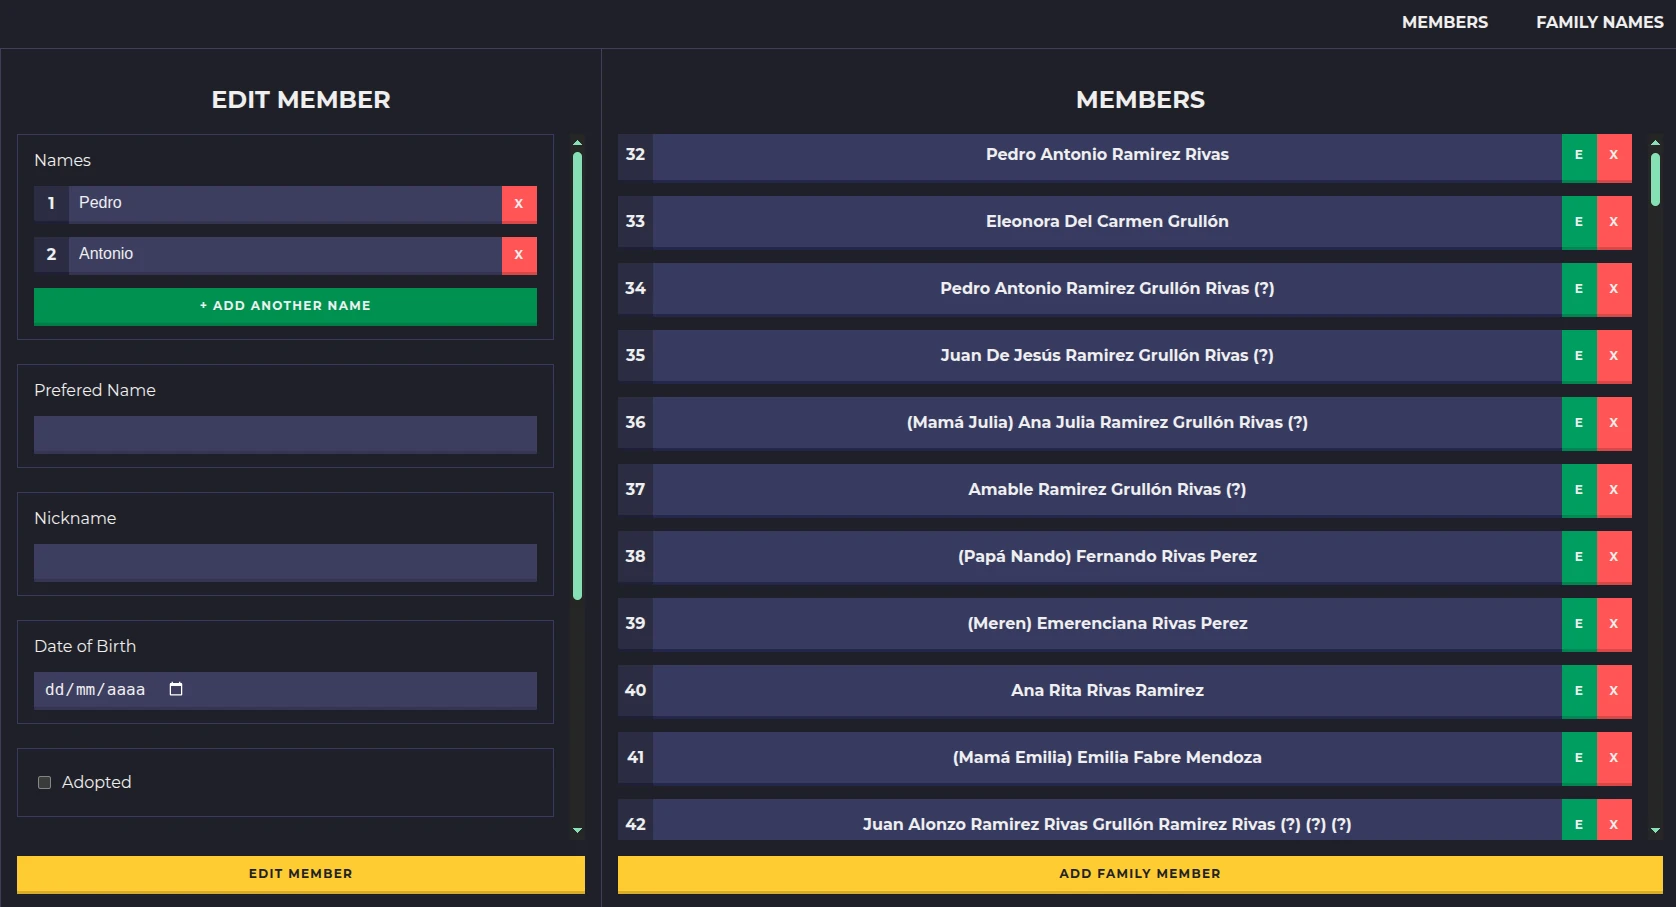 MEMBERS
FAMILY NAMES
EDIT MEMBER
Names
1 Pedro X
2 Antonio X
+ ADD ANOTHER NAME
Prefered Name
Nickname
Date of Birth
dd/mm/aaaa
Adopted
EDIT MEMBER
MEMBERS
32 Pedro Antonio Ramirez Rivas E X
33 Eleonora Del Carmen Grullón E X
34 Pedro Antonio Ramirez Grullón Rivas (?) E X
35 Juan De Jesús Ramirez Grullón Rivas (?) E X
36 (Mamá Julia) Ana Julia Ramirez Grullón Rivas (?) E X
37 Amable Ramirez Grullón Rivas (?) E X
38 (Papá Nando) Fernando Rivas Perez E X
39 (Meren) Emerenciana Rivas Perez E X
40 Ana Rita Rivas Ramirez E X
41 (Mamá Emilia) Emilia Fabre Mendoza E X
42 Juan Alonzo Ramirez Rivas Grullón Ramirez Rivas (?) (?) (?) E X
ADD FAMILY MEMBER